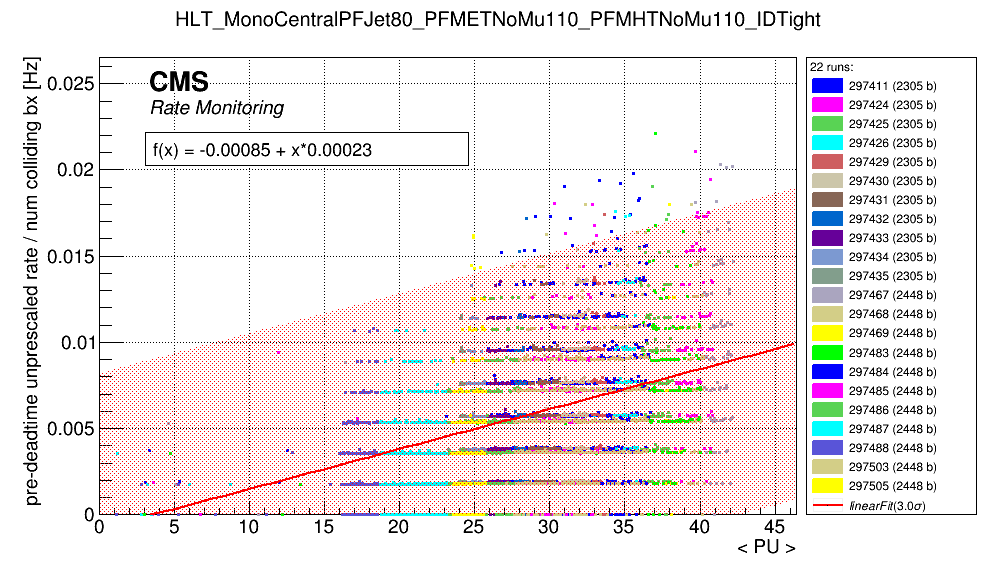 HLT_MonoCentralPFJet80_PFMETNoMu110_PFMHTNoMu110_IDTight
pre-deadtime unprescaled rate / num colliding bx [Hz]
0.025
0.02
0.015
0.01
0.005
0
CMS
Rate Monitoring
f(x) = -0.00085 + x*0.00023
0 5 10 15 20 25 30 35 40 45
< PU >
22 runs:
297411 (2305 b)
297424 (2305 b)
297425 (2305 b)
297426 (2305 b)
297429 (2305 b)
297430 (2305 b)
297431 (2305 b)
297432 (2305 b)
297433 (2305 b)
297434 (2305 b)
297435 (2305 b)
297467 (2448 b)
297468 (2448 b)
297469 (2448 b)
297483 (2448 b)
297484 (2448 b)
297485 (2448 b)
297486 (2448 b)
297487 (2448 b)
297488 (2448 b)
297503 (2448 b)
297505 (2448 b)
linearFit(3.0σ)